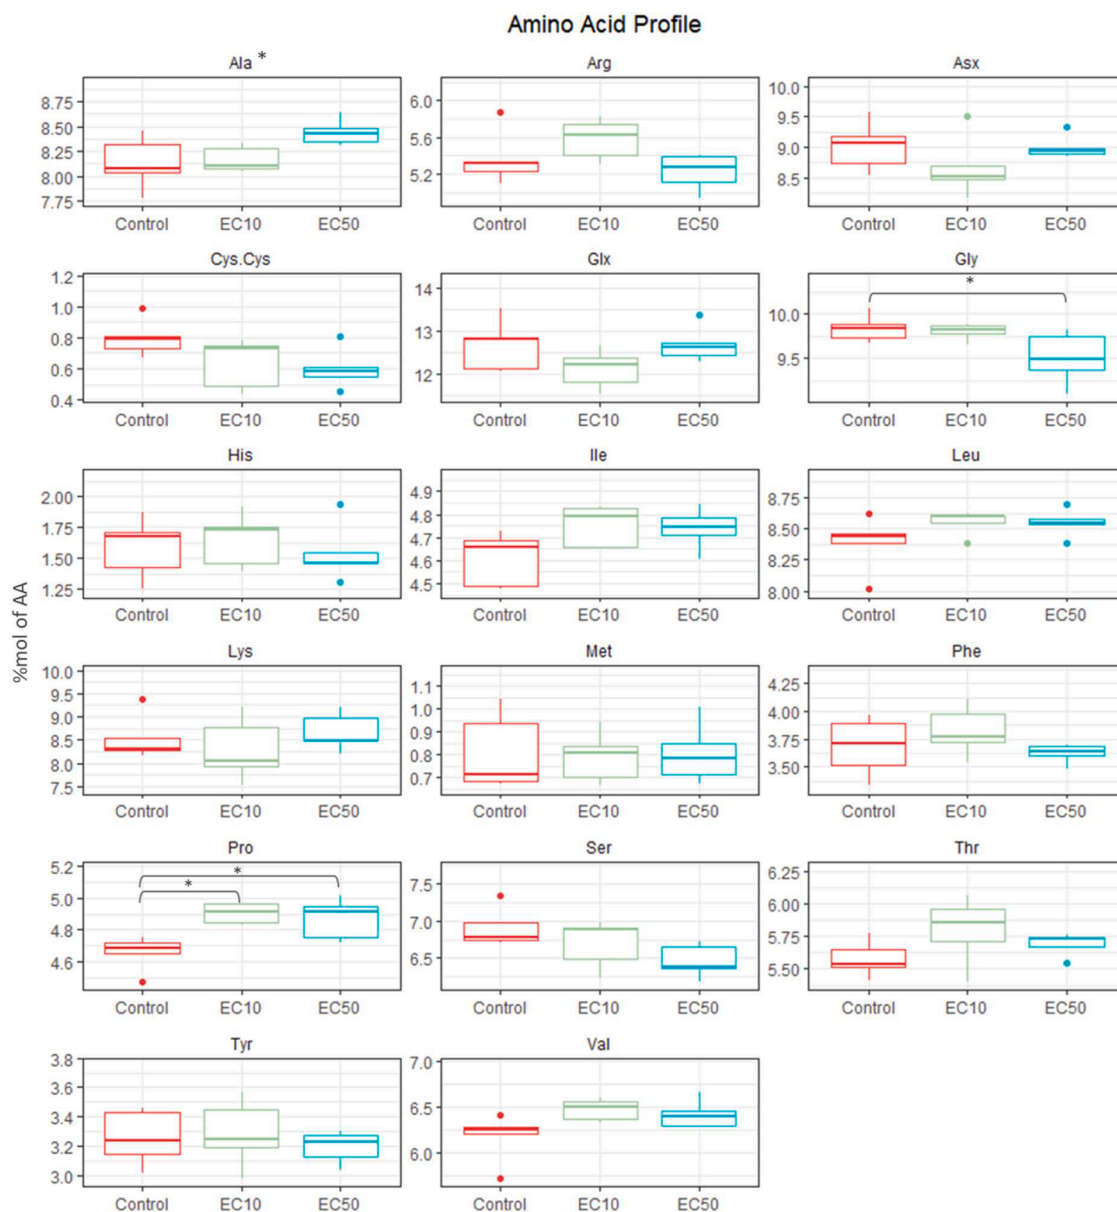 Amino Acid Profile
Ala * Arg Asx
8.75 8.50 8.25 8.00 7.75
6.0 5.6 5.2
10.0 9.5 9.0 8.5
Control EC10 EC50 Control EC10 EC50 Control EC10 EC50
Cys.Cys Glx Gly
1.2 1.0 0.8 0.6 0.4
14 13 12
10.0 9.5
*
Control EC10 EC50 Control EC10 EC50 Control EC10 EC50
His Ile Leu
2.00 1.75 1.50 1.25
4.9 4.8 4.7 4.6 4.5
8.75 8.50 8.25 8.00
Control EC10 EC50 Control EC10 EC50 Control EC10 EC50
%mol of AA
Lys Met Phe
10.0 9.5 9.0 8.5 8.0 7.5
1.1 1.0 0.9 0.8 0.7
4.25 4.00 3.75 3.50
Control EC10 EC50 Control EC10 EC50 Control EC10 EC50
Pro Ser Thr
5.2 5.0 4.8 4.6
* *
7.5 7.0 6.5
6.25 6.00 5.75 5.50
Control EC10 EC50 Control EC10 EC50 Control EC10 EC50
Tyr Val
3.8 3.6 3.4 3.2 3.0
7.0 6.5 6.0
Control EC10 EC50 Control EC10 EC50